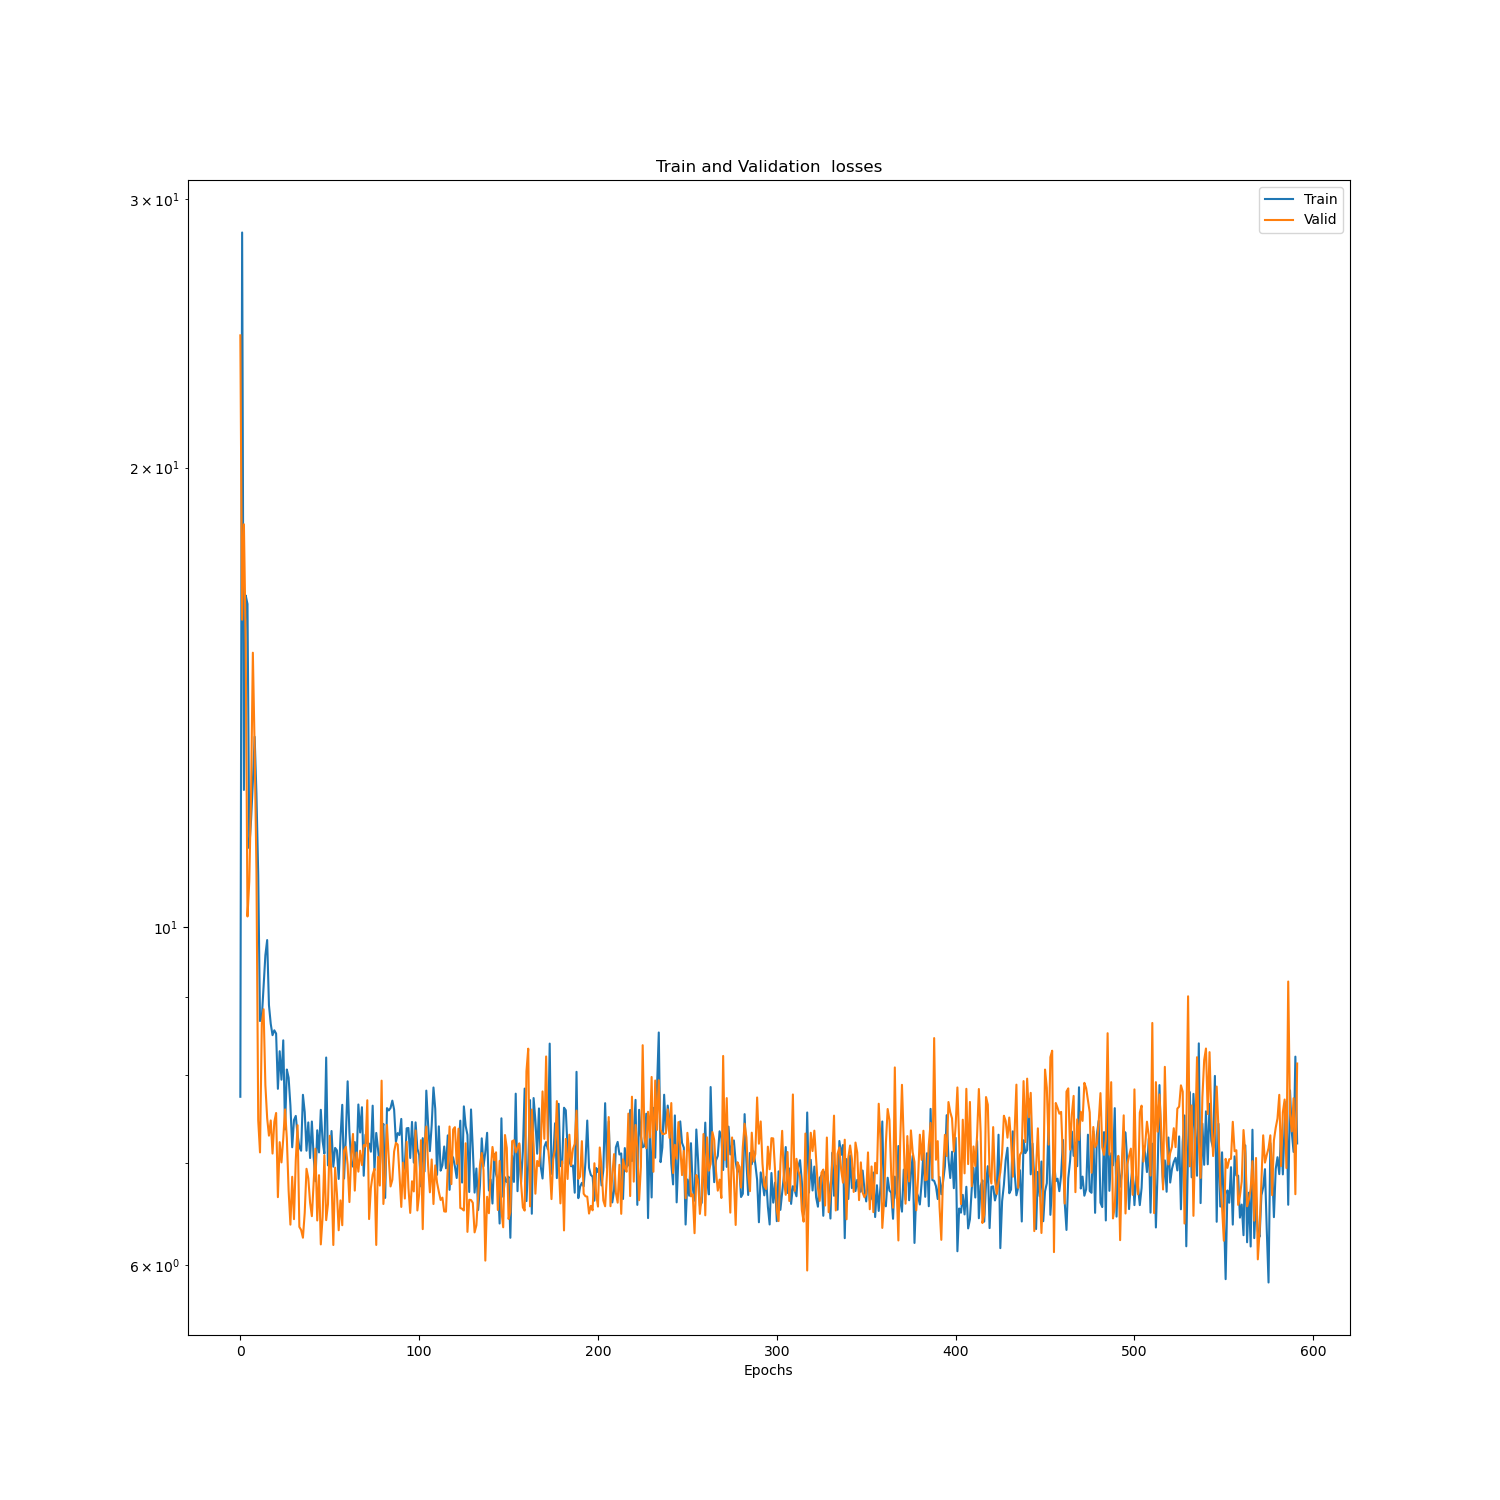 Train and Validation  losses
Train
Valid
3 × 10¹
2 × 10¹
10¹
6 × 10⁰
0 100 200 300 400 500 600
Epochs